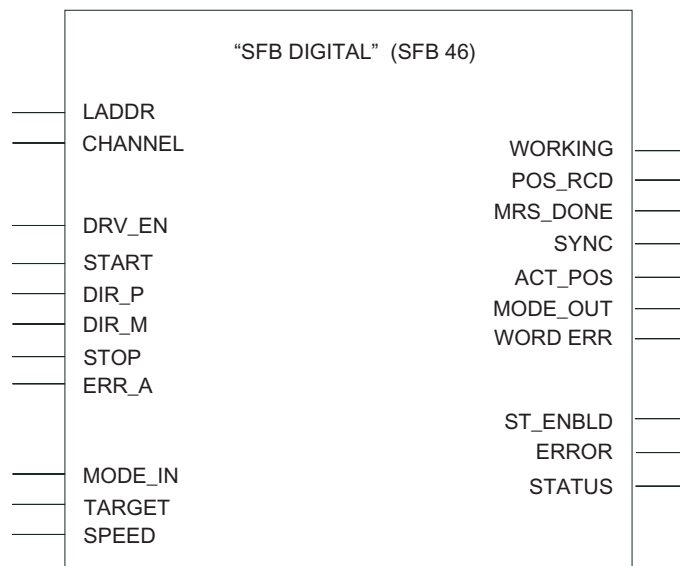 “SFB DIGITAL” (SFB 46)
LADDR
CHANNEL
DRV_EN
START
DIR_P
DIR_M
STOP
ERR_A
MODE_IN
TARGET
SPEED
WORKING
POS_RCD
MRS_DONE
SYNC
ACT_POS
MODE_OUT
WORD ERR
ST_ENBLD
ERROR
STATUS